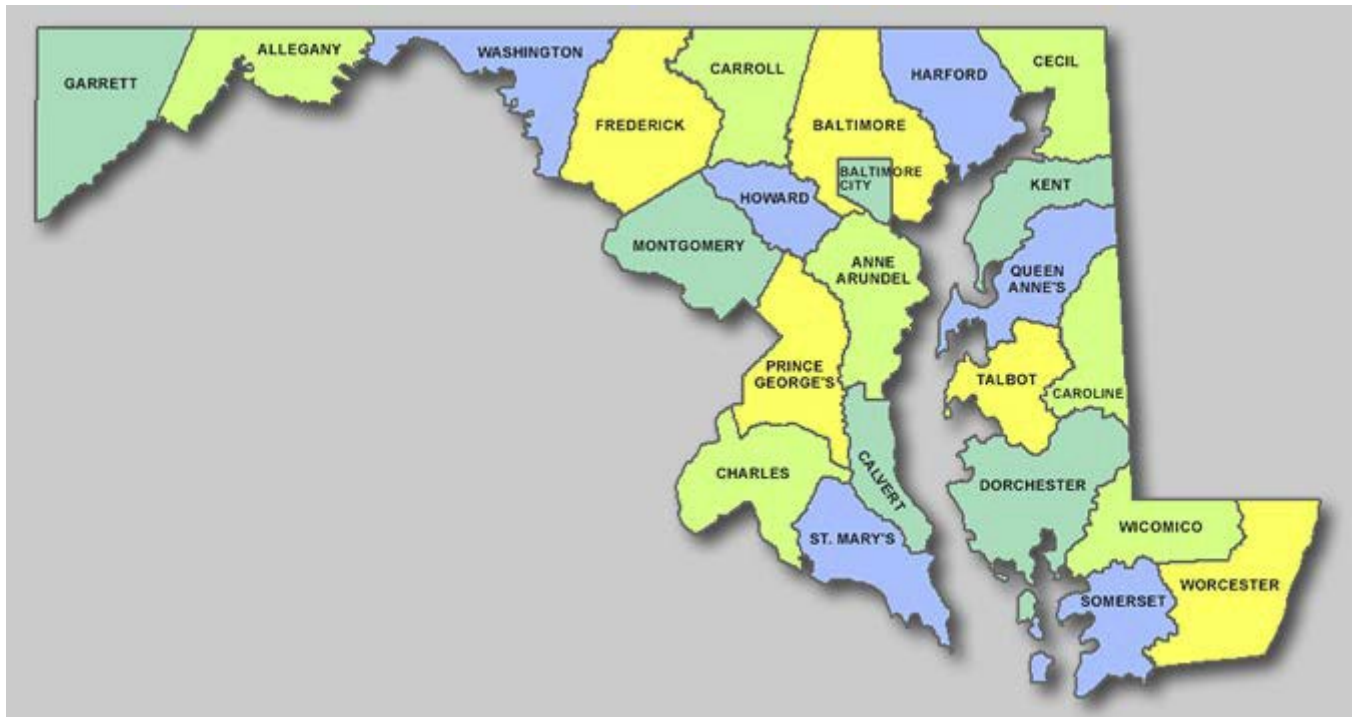 GARRETT
ALLEGANY
WASHINGTON
FREDERICK
CARROLL
BALTIMORE
HARFORD
CECIL
BALTIMORE
CITY
HOWARD
MONTGOMERY
ANNE
ARUNDEL
KENT
QUEEN
ANNE'S
PRINCE
GEORGE'S
TALBOT
CAROLINE
CHARLES
CALVERT
ST. MARY'S
DORCHESTER
WICOMICO
SOMERSET
WORCESTER